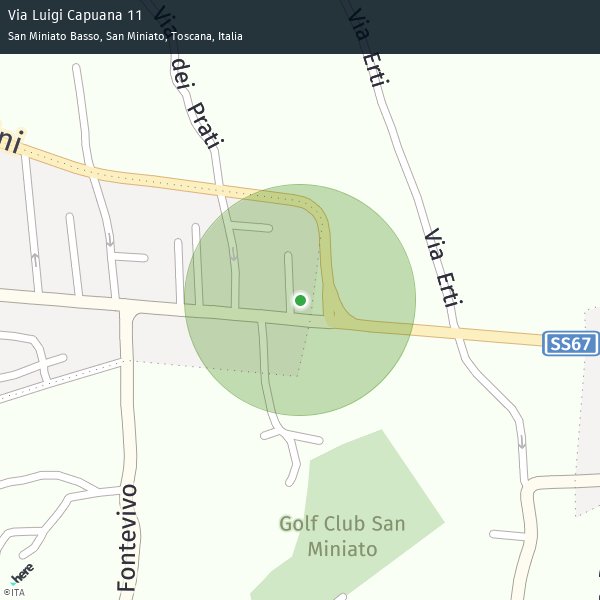 Via Luigi Capuana 11
San Miniato Basso, San Miniato, Toscana, Italia
Via dei Prati
Via Erti
ni
Via Erti
SS67
Golf Club San
Miniato
Fontevivo
here
©ITA